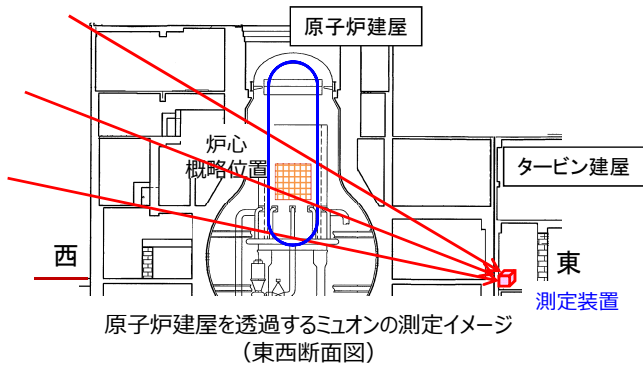 原子炉建屋
炉心
概略位置
タービン建屋
西
東
測定装置
原子炉建屋を透過するミュオンの測定イメージ
（東西断面図）